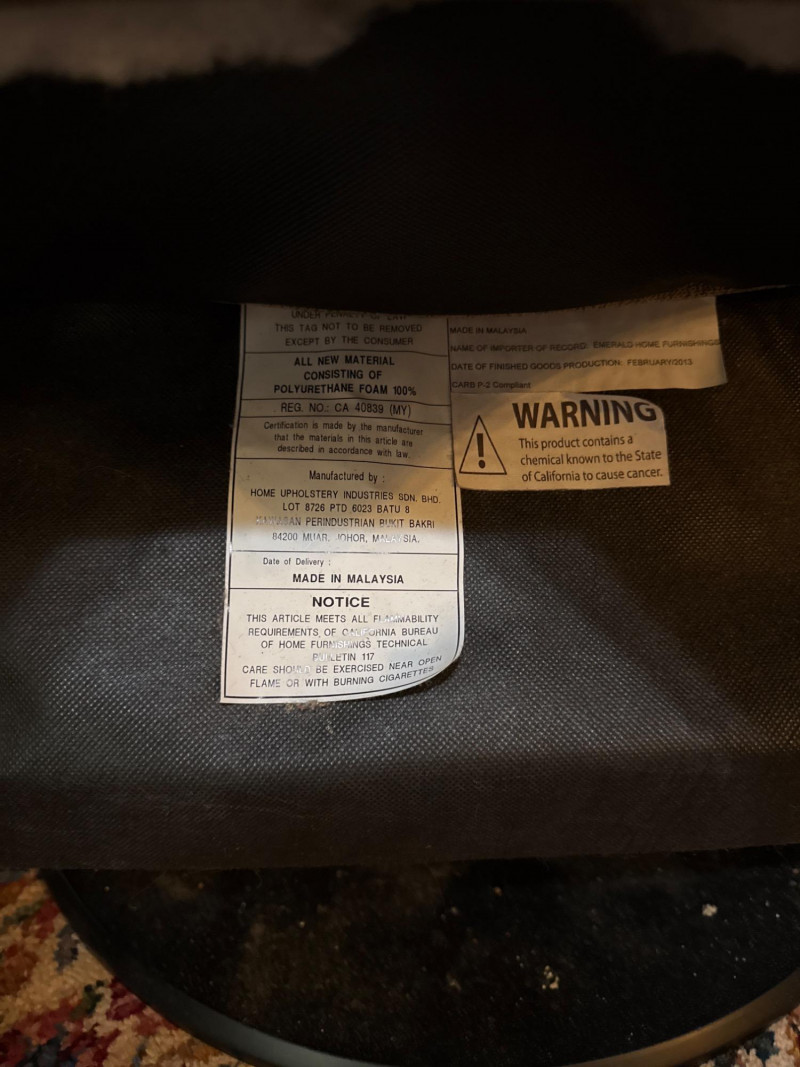 UNDER PENALTY OF LAW
THIS TAG NOT TO BE REMOVED
EXCEPT BY THE CONSUMER
ALL NEW MATERIAL
CONSISTING OF
POLYURETHANE FOAM 100%
REG. NO.: CA 40839 (MY)
Certification is made by the manufacturer
that the materials in this article are
described in accordance with law.
Manufactured by :
HOME UPHOLSTERY INDUSTRIES SDN. BHD.
LOT 8726 PTD 6023 BATU 8
KAWASAN PERINDUSTRIAN BUKIT BAKRI
84200 MUAR, JOHOR, MALAYSIA.
Date of Delivery :
MADE IN MALAYSIA
NOTICE
THIS ARTICLE MEETS ALL FLAMMABILITY
REQUIREMENTS OF CALIFORNIA BUREAU
OF HOME FURNISHINGS TECHNICAL
BULLETIN 117
CARE SHOULD BE EXERCISED NEAR OPEN
FLAME OR WITH BURNING CIGARETTES
MADE IN MALAYSIA
NAME OF IMPORTER OF RECORD: EMERALD HOME FURNISHINGS
DATE OF FINISHED GOODS PRODUCTION: FEBRUARY/2013
CARB P-2 Compliant
WARNING
This product contains a
chemical known to the State
of California to cause cancer.